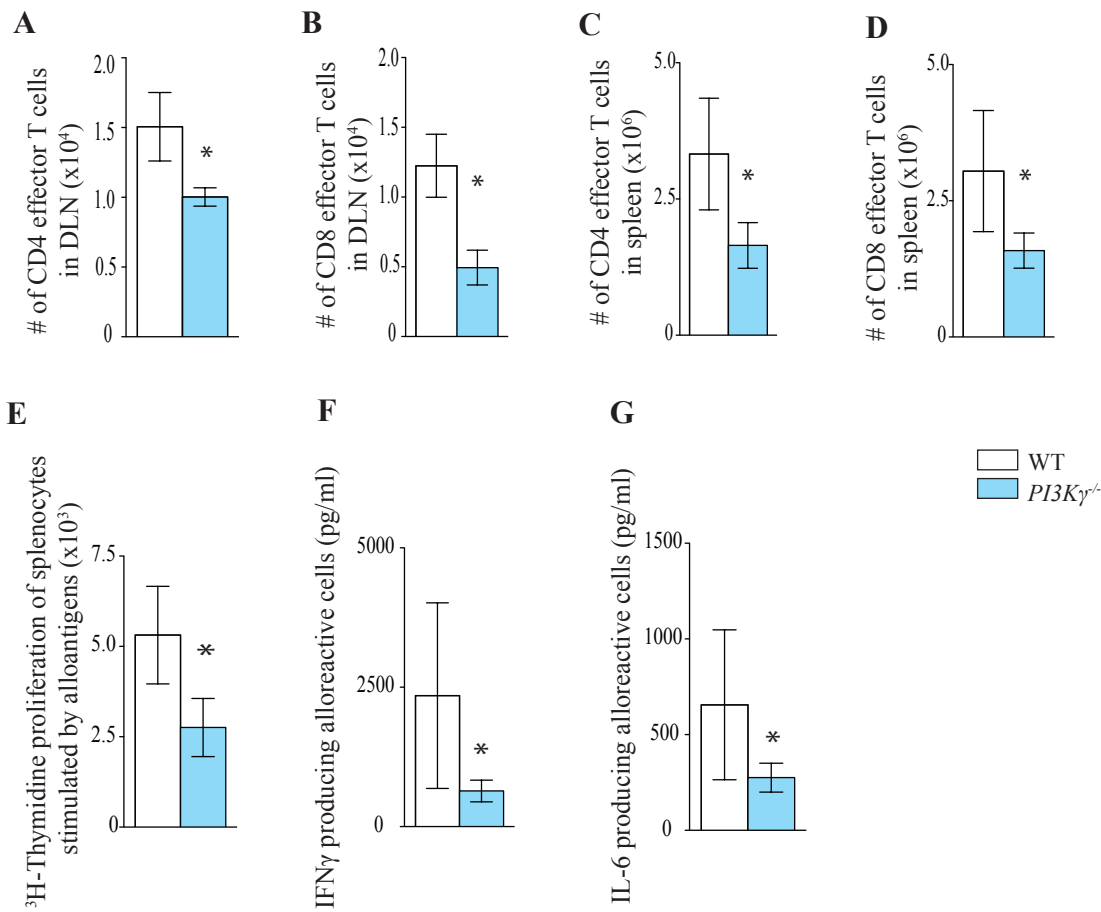 A
# of CD4 effector T cells
in DLN (x10⁴)
2.0
1.5
1.0
0.5
0
*
B
# of CD8 effector T cells
in DLN (x10⁴)
2.0
1.5
1.0
0.5
0
*
C
# of CD4 effector T cells
in spleen (x10⁶)
5.0
2.5
0
*
D
# of CD8 effector T cells
in spleen (x10⁶)
5.0
2.5
0
*
E
³H-Thymidine proliferation of splenocytes
stimulated by alloantigens (x10³)
7.5
5.0
2.5
0
*
F
IFNγ producing alloreactive cells (pg/ml)
5000
2500
0
*
G
IL-6 producing alloreactive cells (pg/ml)
1500
1000
500
0
*
WT
PI3Kγ⁻/⁻